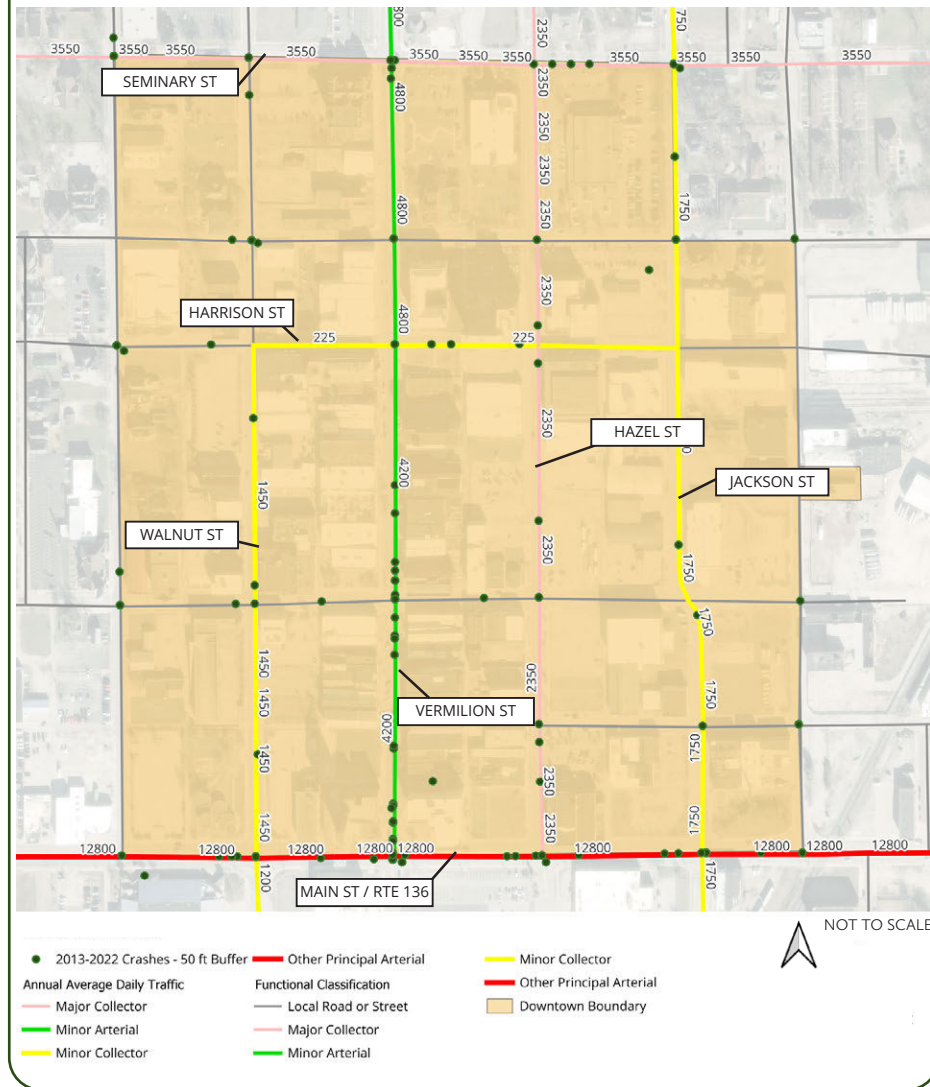 800
2350
750
3550
3550
3550
3550
3550
3550
3550
3550
3550
3550
SEMINARY ST
4800
2350
2350
2350
4800
2350
1750
HARRISON ST
2350
4800
225
225
HAZEL ST
2350
0
JACKSON ST
4200
1450
WALNUT ST
2350
1750
1750
1450
1450
2350
1750
VERMILION ST
4200
1450
1750
2350
1450
2350
1750
12800
12800
12800
12800
12800
12800
12800
12800
MAIN ST / RTE 136
1200
1750
NOT TO SCALE
2013-2022 Crashes - 50 ft Buffer
Other Principal Arterial
Minor Collector
Annual Average Daily Traffic
Functional Classification
Other Principal Arterial
Major Collector
Local Road or Street
Downtown Boundary
Minor Arterial
Major Collector
Minor Collector
Minor Arterial